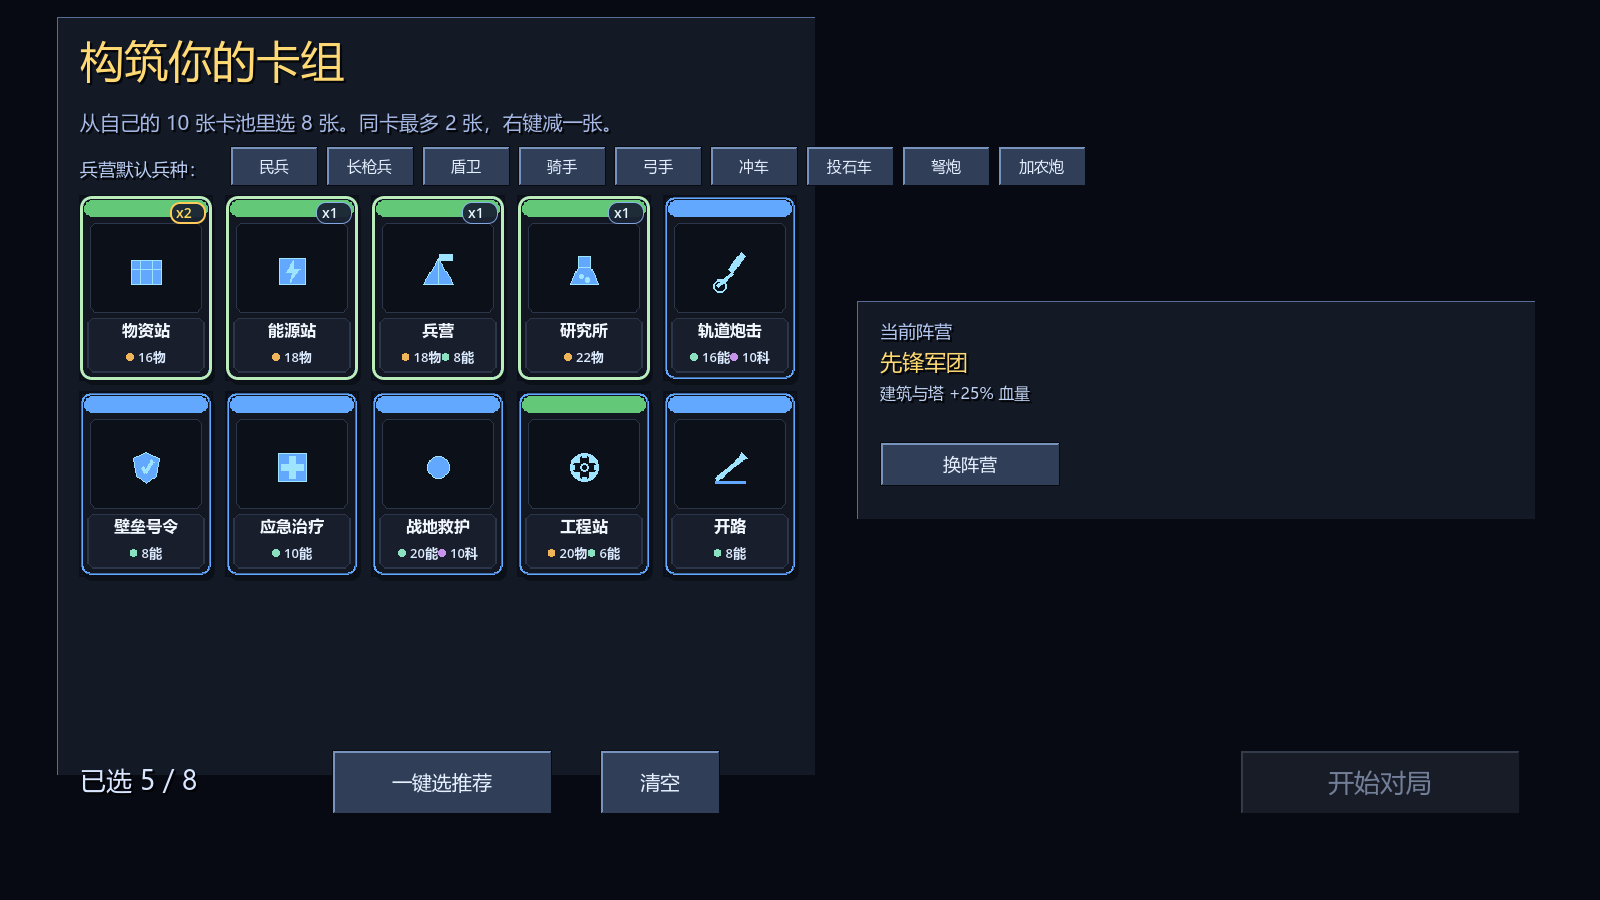 构筑你的卡组
从自己的 10 张卡池里选 8 张。同卡最多 2 张，右键减一张。
兵营默认兵种： 民兵 长枪兵 盾卫 骑手 弓手 冲车 投石车 弩炮 加农炮
x2 x1 x1 x1
物资站 能源站 兵营 研究所 轨道炮击
16物 18物 18物 8能 22物 16能 10科
壁垒号令 应急治疗 战地救护 工程站 开路
8能 10能 20能 10科 20物 6能 8能
当前阵营
先锋军团
建筑与塔 +25% 血量
换阵营
已选 5 / 8 一键选推荐 清空 开始对局